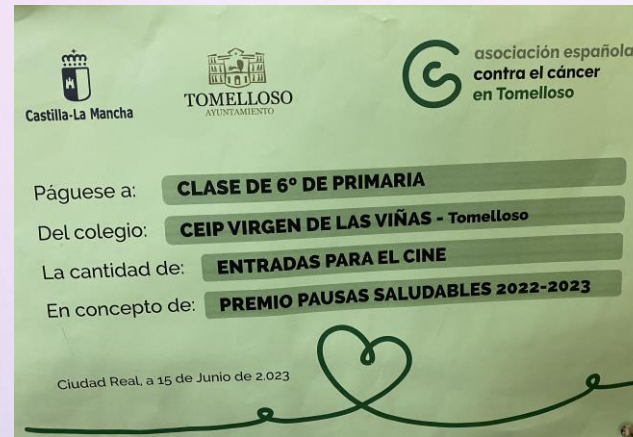 Castilla-La Mancha
TOMELLOSO
AYUNTAMIENTO
asociación española
contra el cáncer
en Tomelloso
Páguese a: CLASE DE 6º DE PRIMARIA
Del colegio: CEIP VIRGEN DE LAS VIÑAS - Tomelloso
La cantidad de: ENTRADAS PARA EL CINE
En concepto de: PREMIO PAUSAS SALUDABLES 2022-2023
Ciudad Real, a 15 de Junio de 2.023